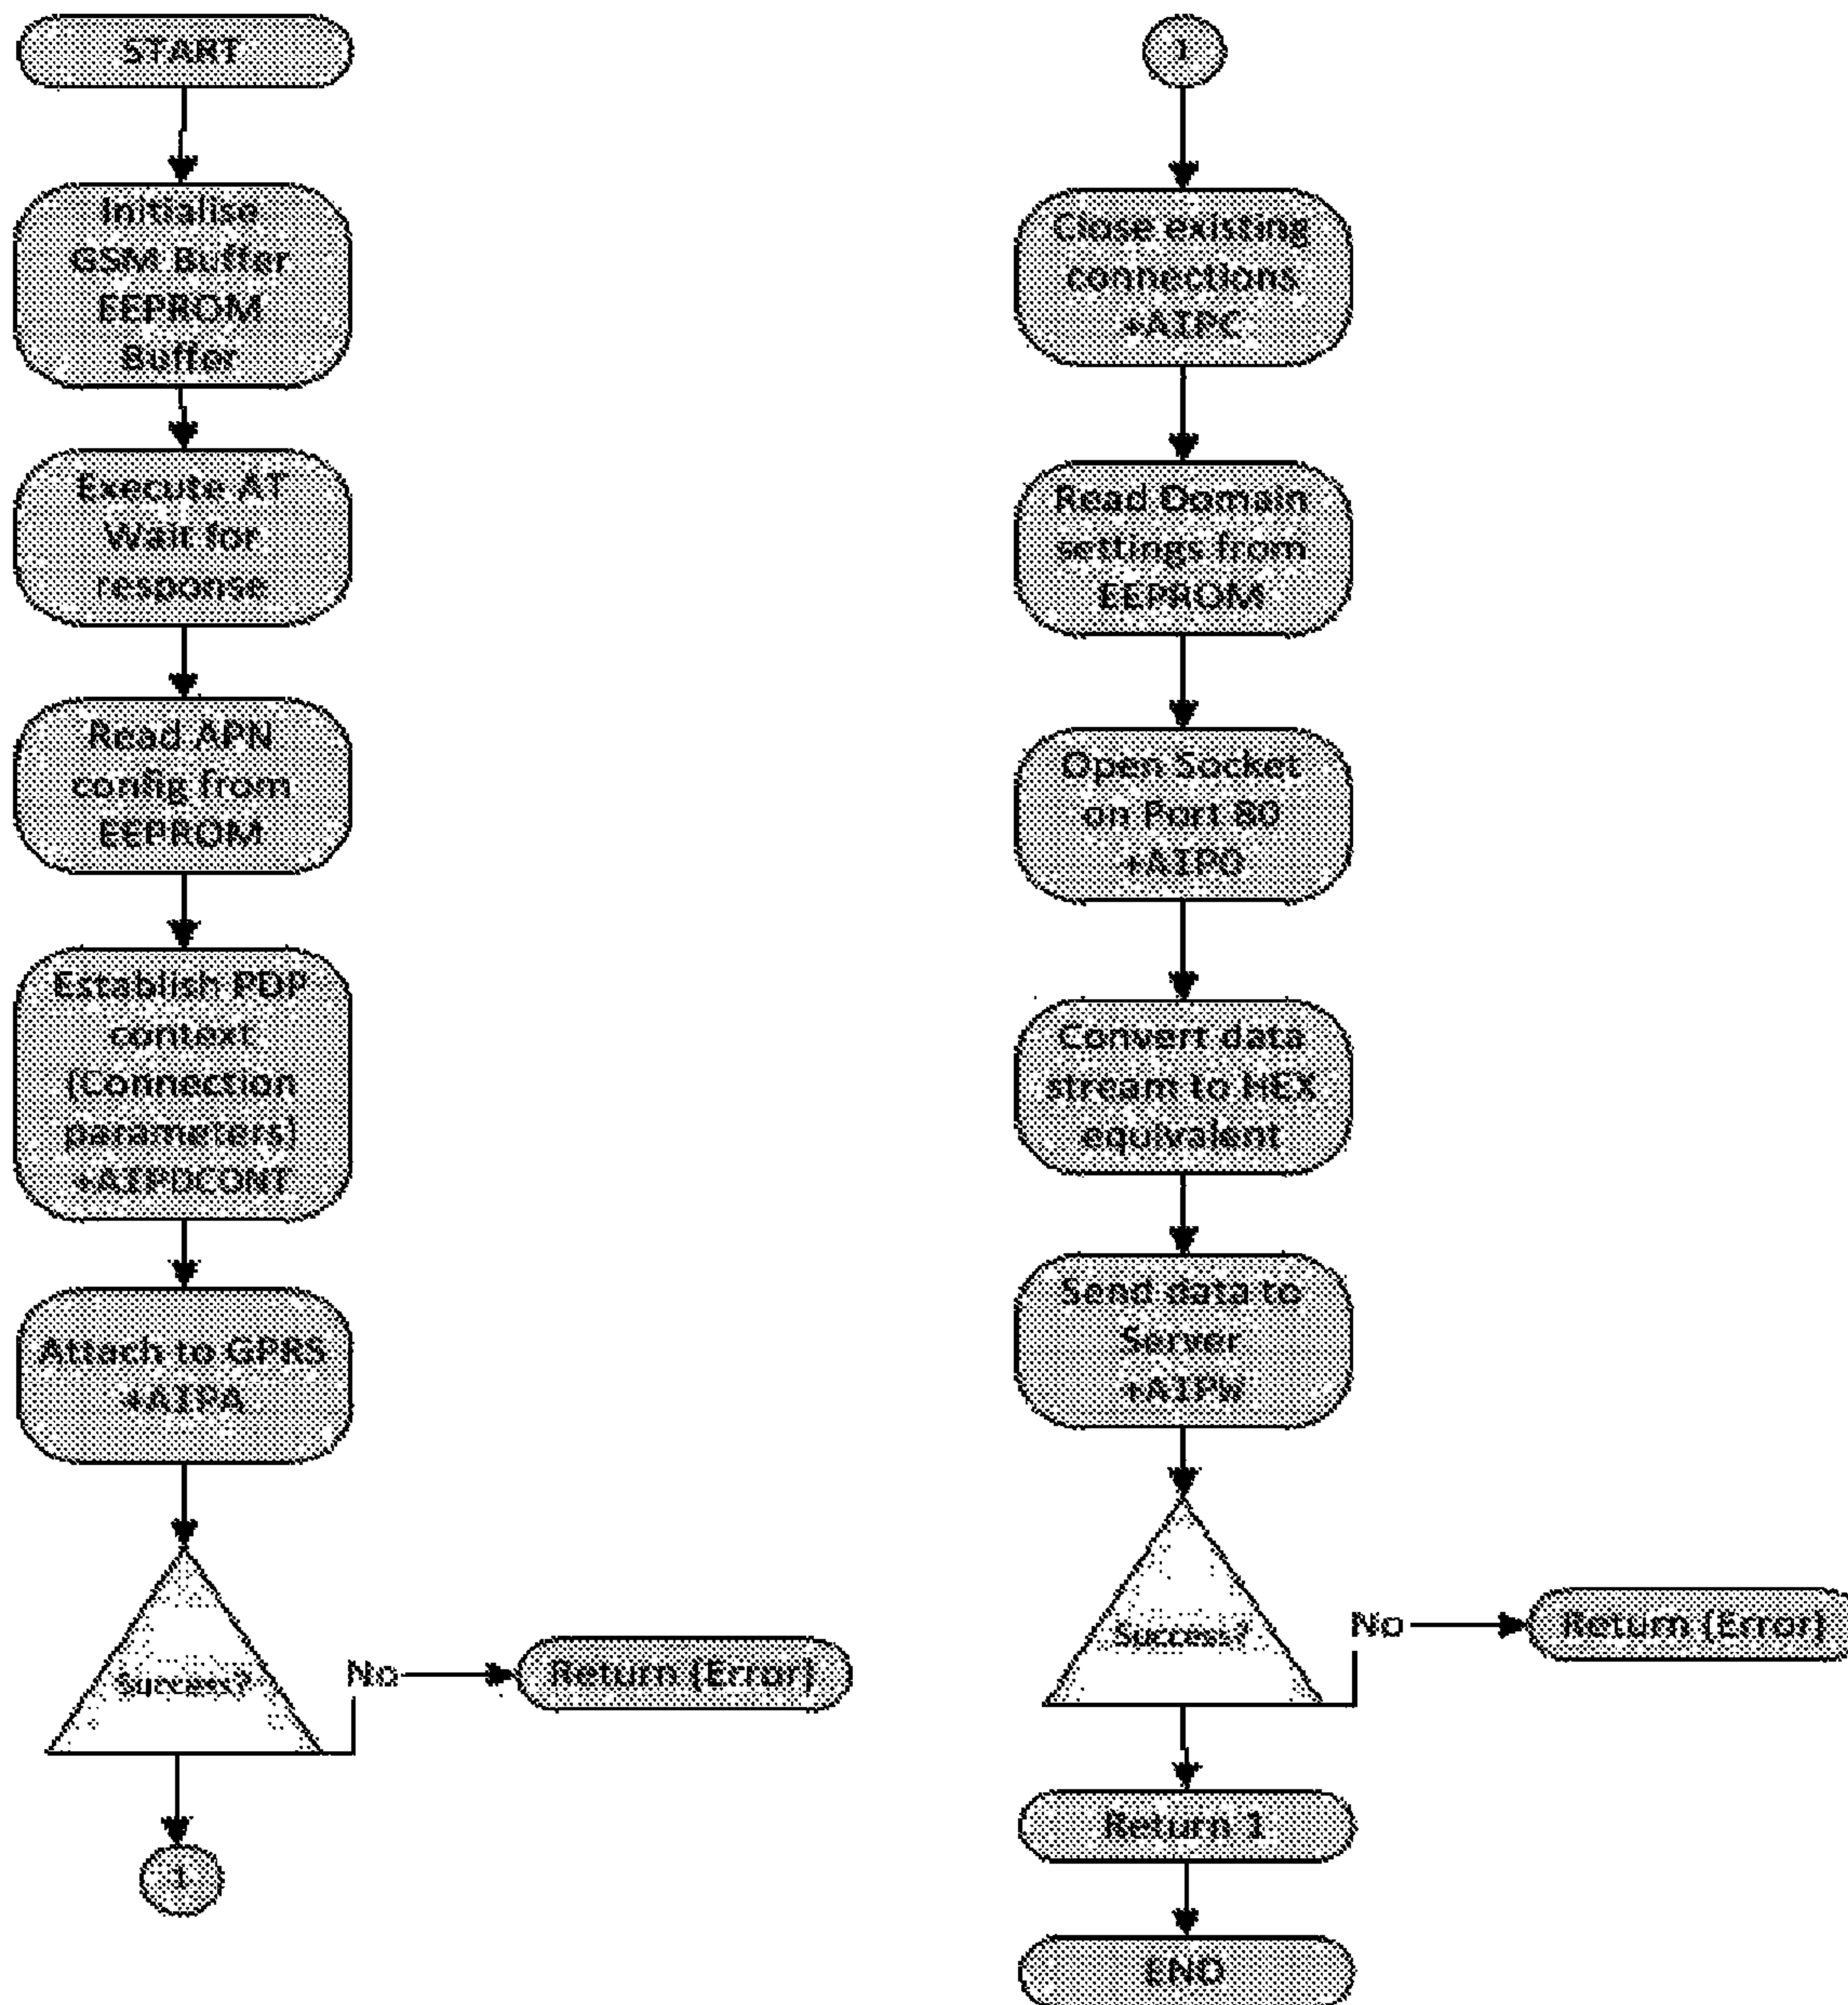 START
Initialise
GSM Buffer
EEPROM
Buffer
Execute AT
Wait for
response
Read APN
config from
EEPROM
Establish PDP
context
(Connection
parameters)
+AIPDCONT
Attach to GPRS
+AIPA
Success?
No
Return (Error)
1
1
Close existing
connections
+AIPC
Read Domain
settings from
EEPROM
Open Socket
on Port 80
+AIPO
Convert data
stream to HEX
equivalent
Send data to
Server
+AIPW
Success?
No
Return (Error)
Return 1
END